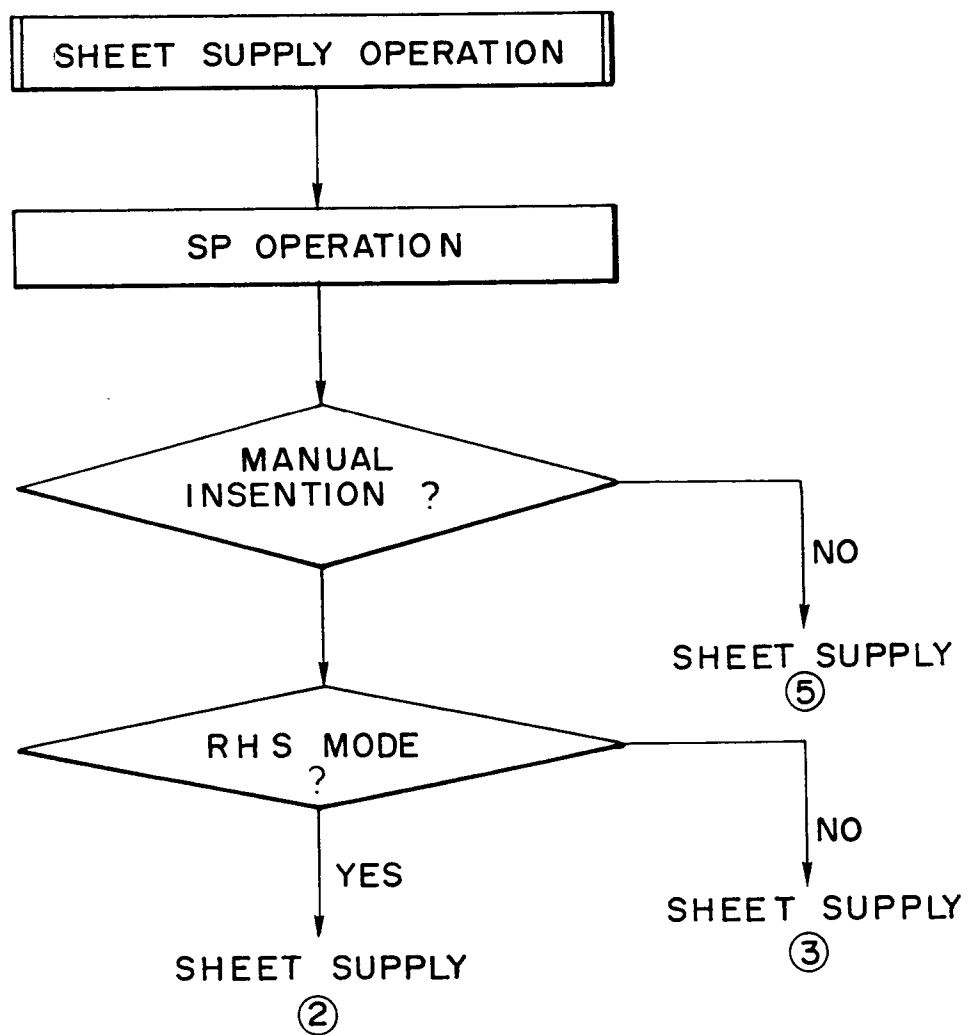 SHEET SUPPLY OPERATION
SP OPERATION
MANUAL
INSENTION ?
NO
SHEET SUPPLY
⑤
RHS MODE
?
NO
YES
SHEET SUPPLY
③
SHEET SUPPLY
②